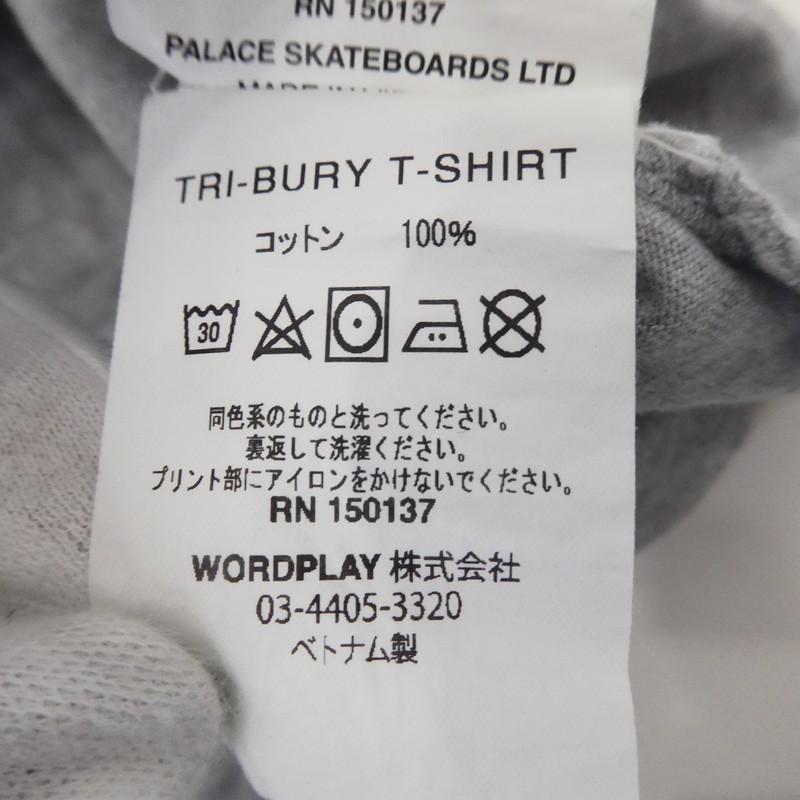 RN 150137
PALACE SKATEBOARDS LTD
MADE IN
TRI-BURY T-SHIRT
コットン 100%
30
同色系のものと洗ってください。
裏返して洗濯ください。
プリント部にアイロンをかけないでください。
RN 150137
WORDPLAY 株式会社
03-4405-3320
ベトナム製